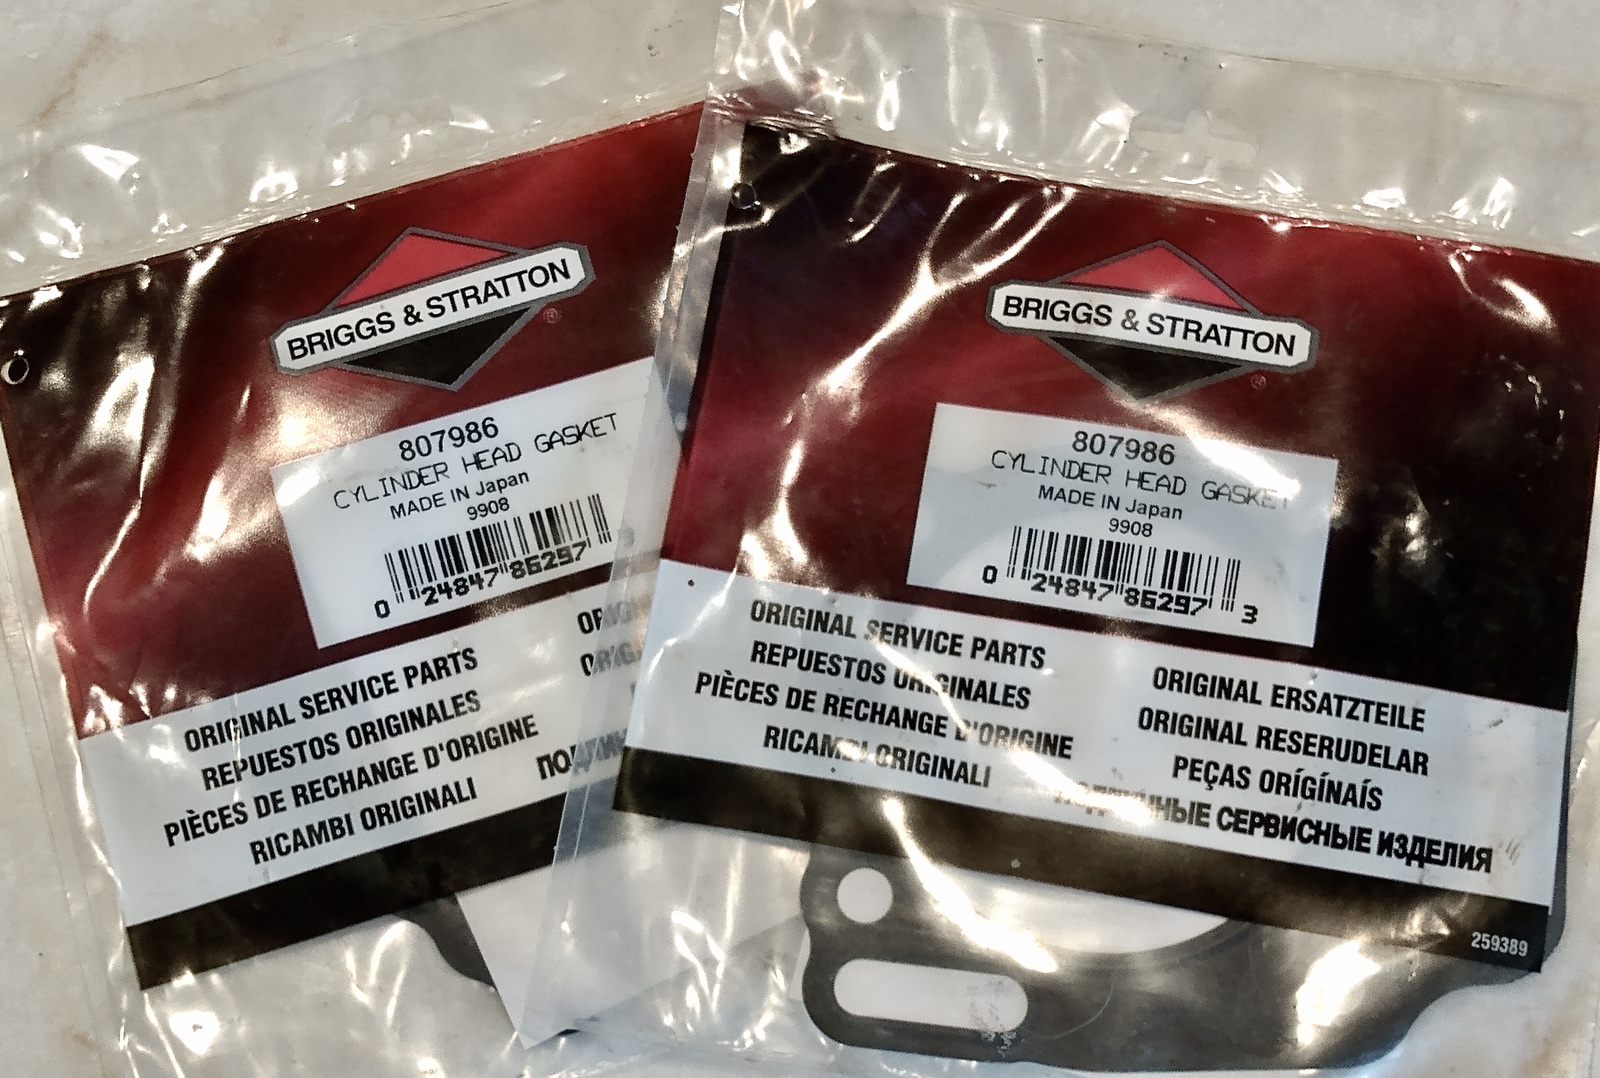 BRIGGS & STRATTON
®
807986
CYLINDER HEAD GASKET
MADE IN Japan
9908
0 24847 86297 3
ORIGINAL SERVICE PARTS
REPUESTOS ORIGINALES
PIÈCES DE RECHANGE D'ORIGINE
RICAMBI ORIGINALI
BRIGGS & STRATTON
®
807986
CYLINDER HEAD GASKET
MADE IN Japan
9908
0 24847 86297 3
ORIGINAL SERVICE PARTS
REPUESTOS ORIGINALES
PIÈCES DE RECHANGE D'ORIGINE
RICAMBI ORIGINALI
ORIGINAL ERSATZTEILE
ORIGINAL RESERUDELAR
PEÇAS ORÍGÍNAÍS
ПОДЛИННЫЕ СЕРВИСНЫЕ ИЗДЕЛИЯ
259389